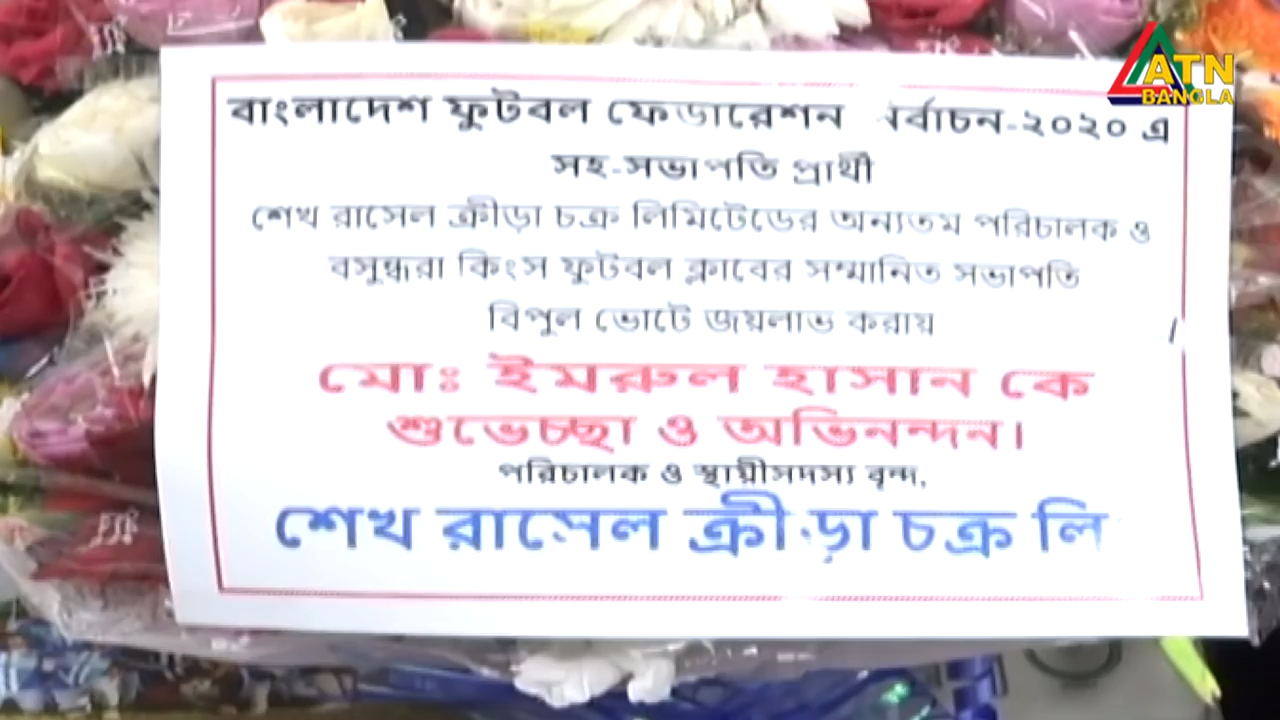 বাংলাদেশ ফুটবল ফেডারেশন র্বাচন-২০২০ এ
সহ-সভাপতি প্রার্থী
শেখ রাসেল ক্রীড়া চক্র লিমিটেডের অন্যতম পরিচালক ও
বসুন্ধরা কিংস ফুটবল ক্লাবের সম্মানিত সভাপতি
বিপুল ভোটে জয়লাভ করায়
মোঃ ইমরুল হাসান কে
শুভেচ্ছা ও অভিনন্দন।
পরিচালক ও স্থায়ীসদস্য বৃন্দ,
শেখ রাসেল ক্রীড়া চক্র লি
ATN
BANGLA